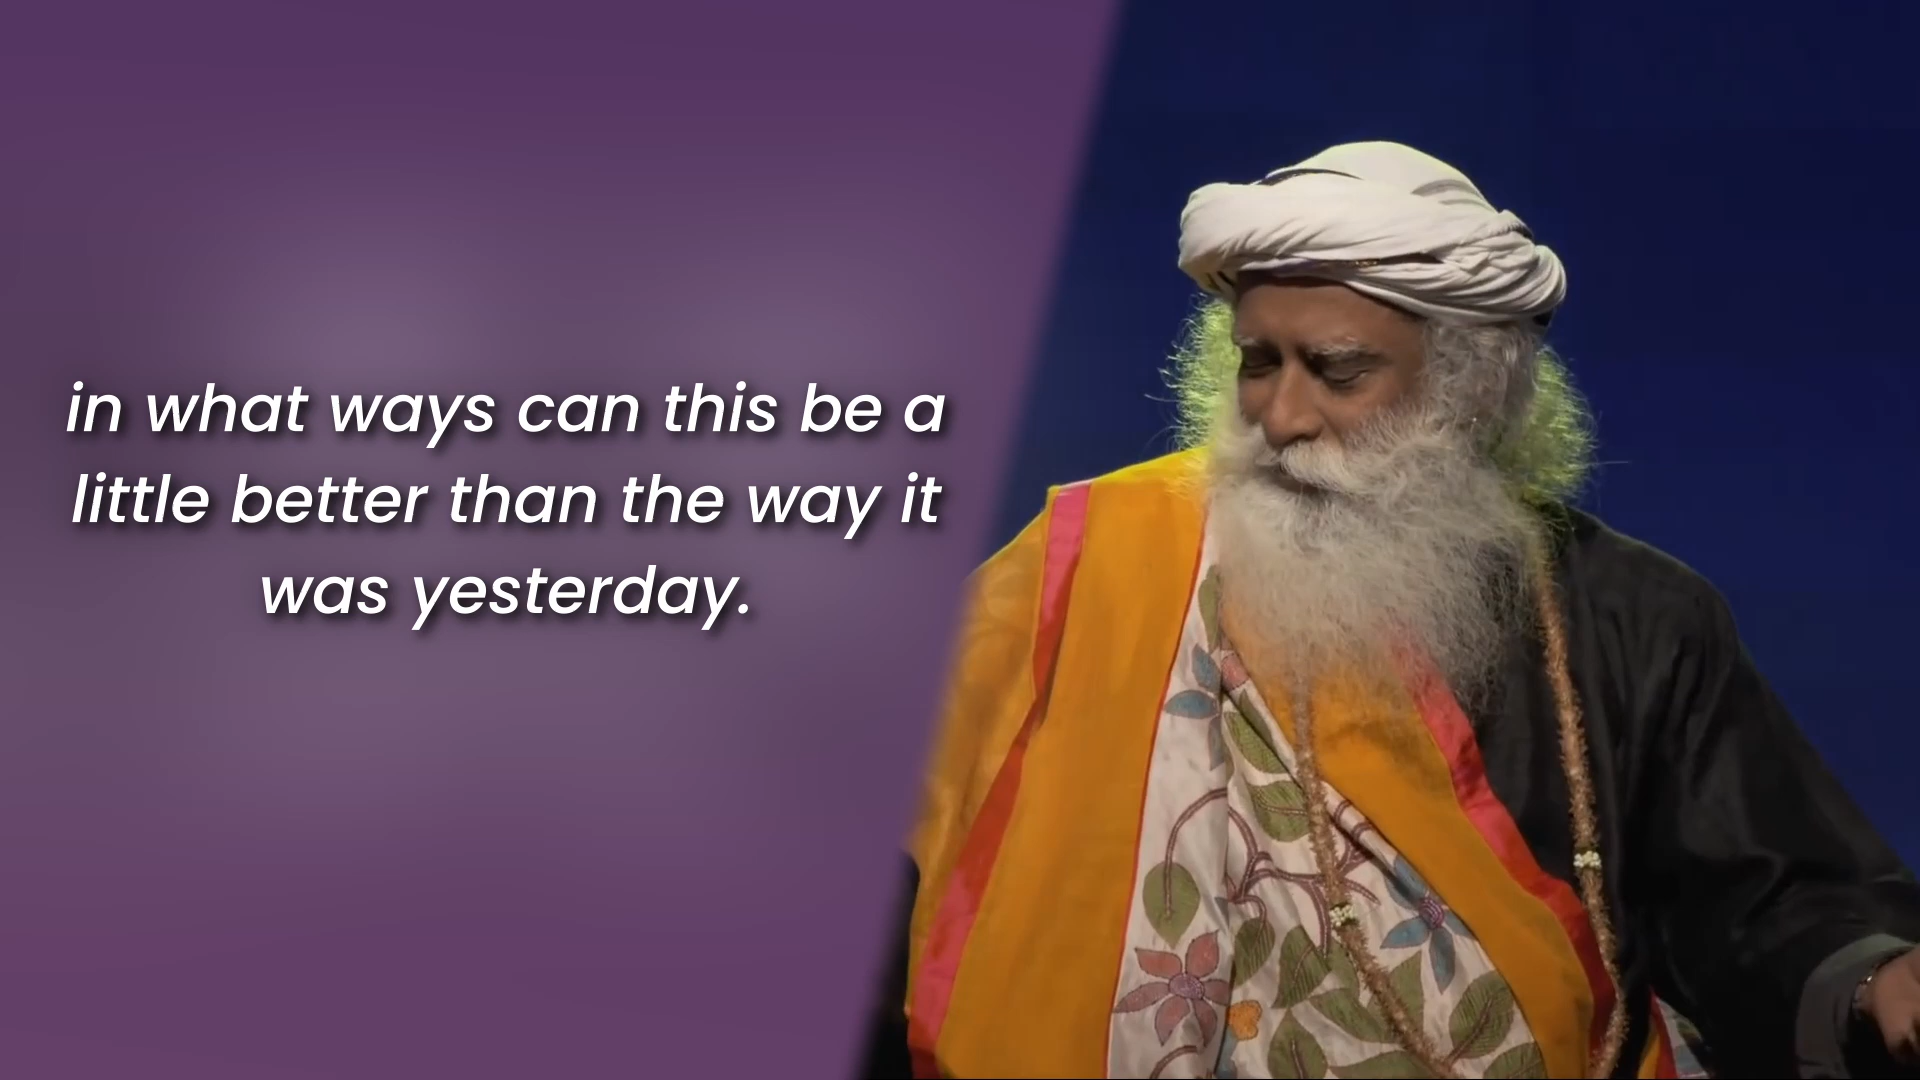 in what ways can this be a
little better than the way it
was yesterday.